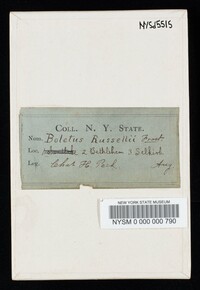 NYSf5515
COLL. N. Y. STATE.
Name, Boletus Russellii Frost
Loc. 2 Bethlehem 3 Selkirk
Leg. Chas. H. Peck Aug
NEW YORK STATE MUSEUM
NYSM 0 000 000 790